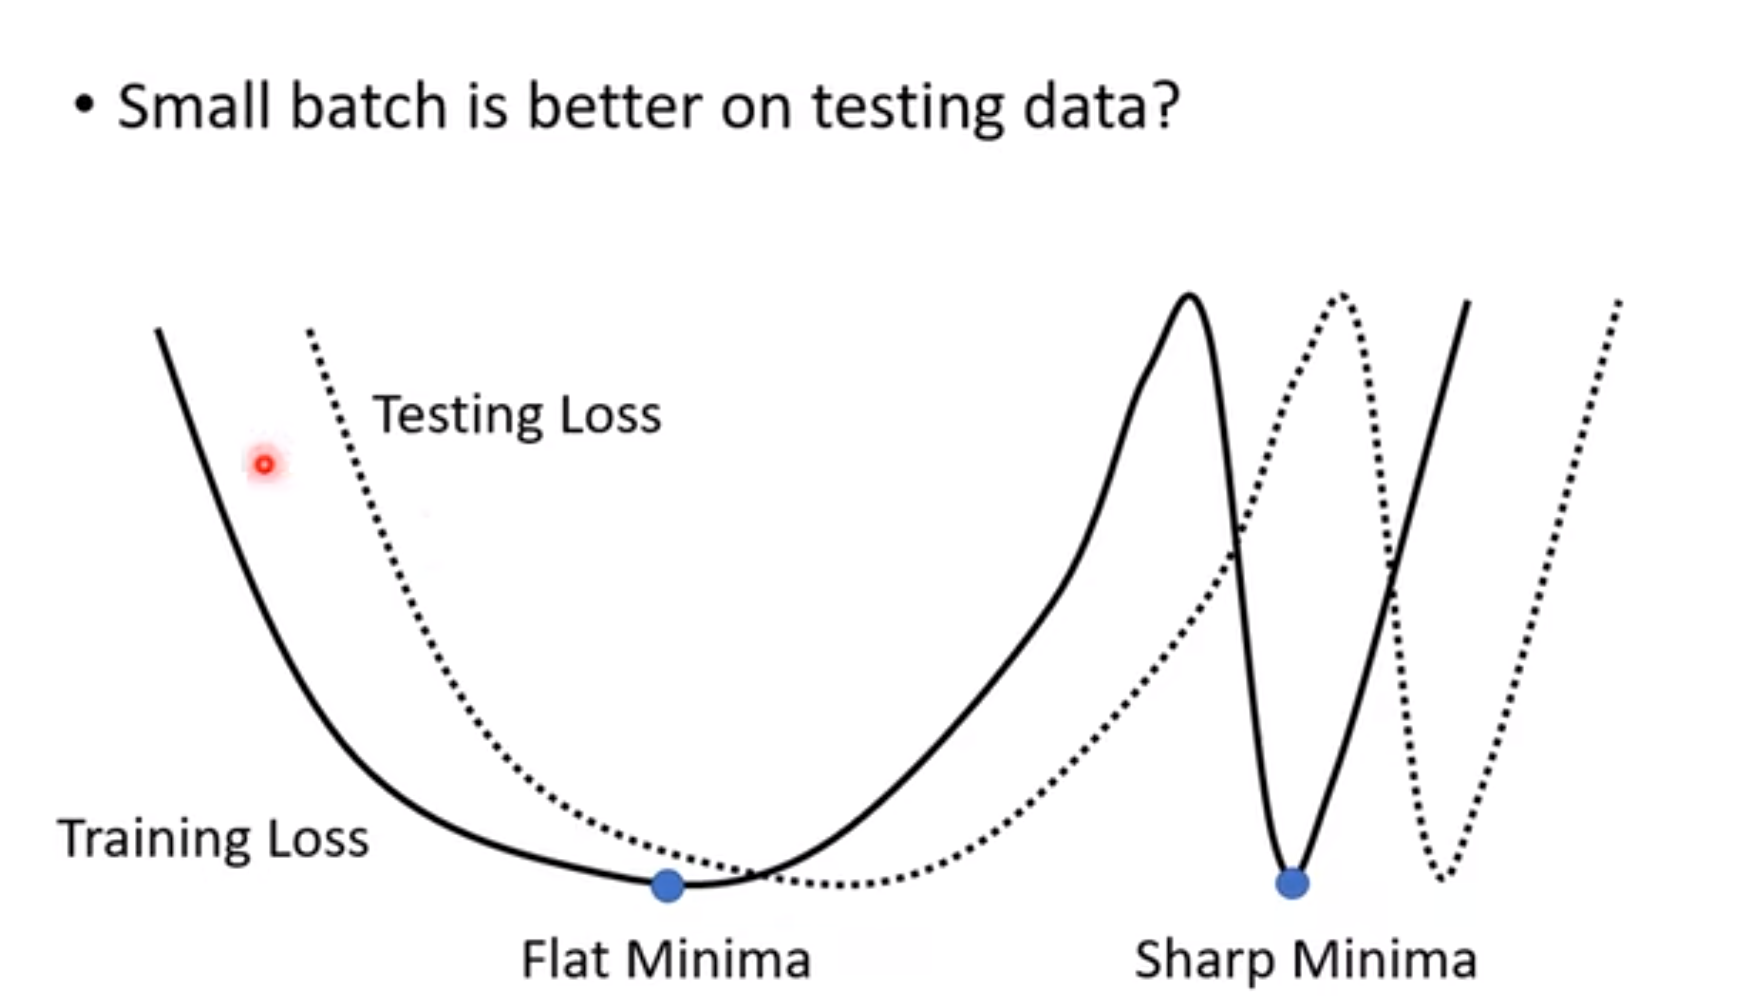 • Small batch is better on testing data?
Testing Loss
Training Loss
Flat Minima
Sharp Minima